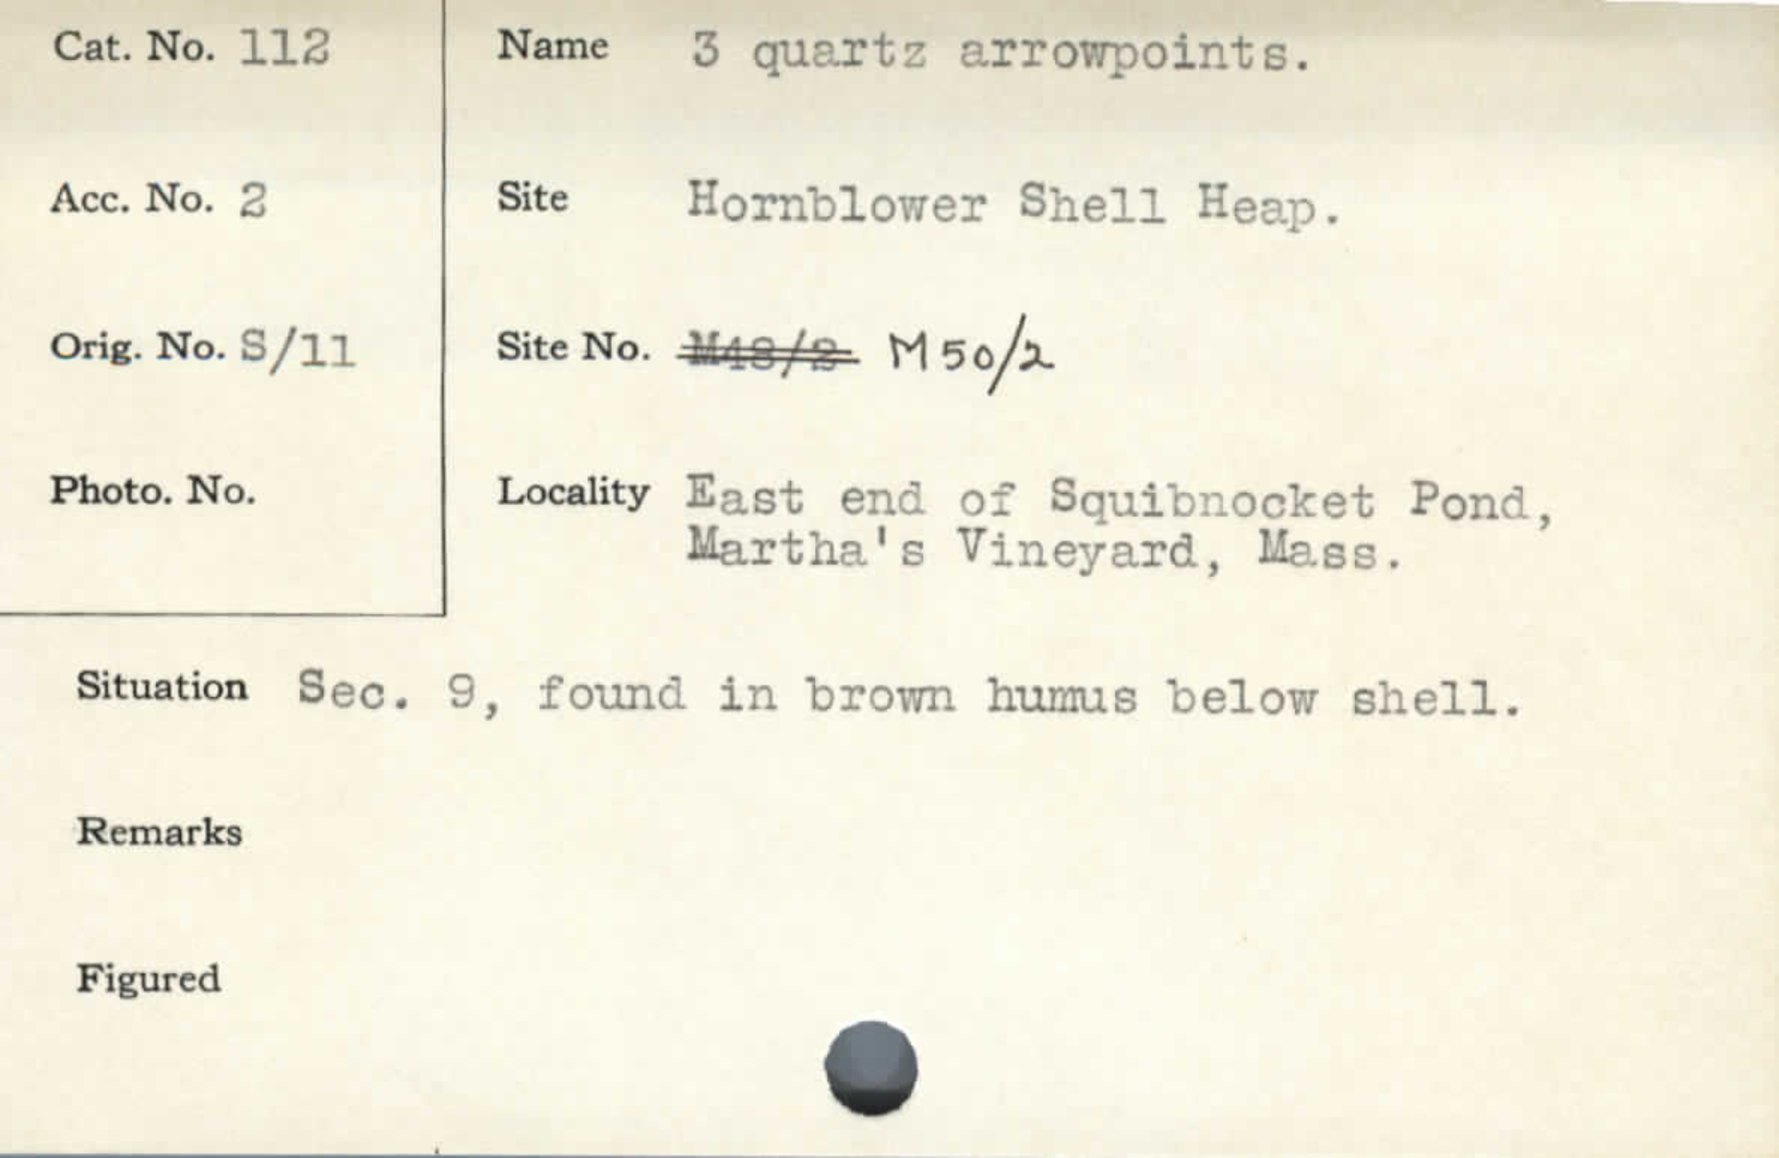 Cat. No. 112
Name 3 quartz arrowpoints.
Acc. No. 2
Site Hornblower Shell Heap.
Orig. No. S/11
Site No. M48/2 M50/2
Photo. No.
Locality East end of Squibnocket Pond,
Martha's Vineyard, Mass.
Situation Sec. 9, found in brown humus below shell.
Remarks
Figured